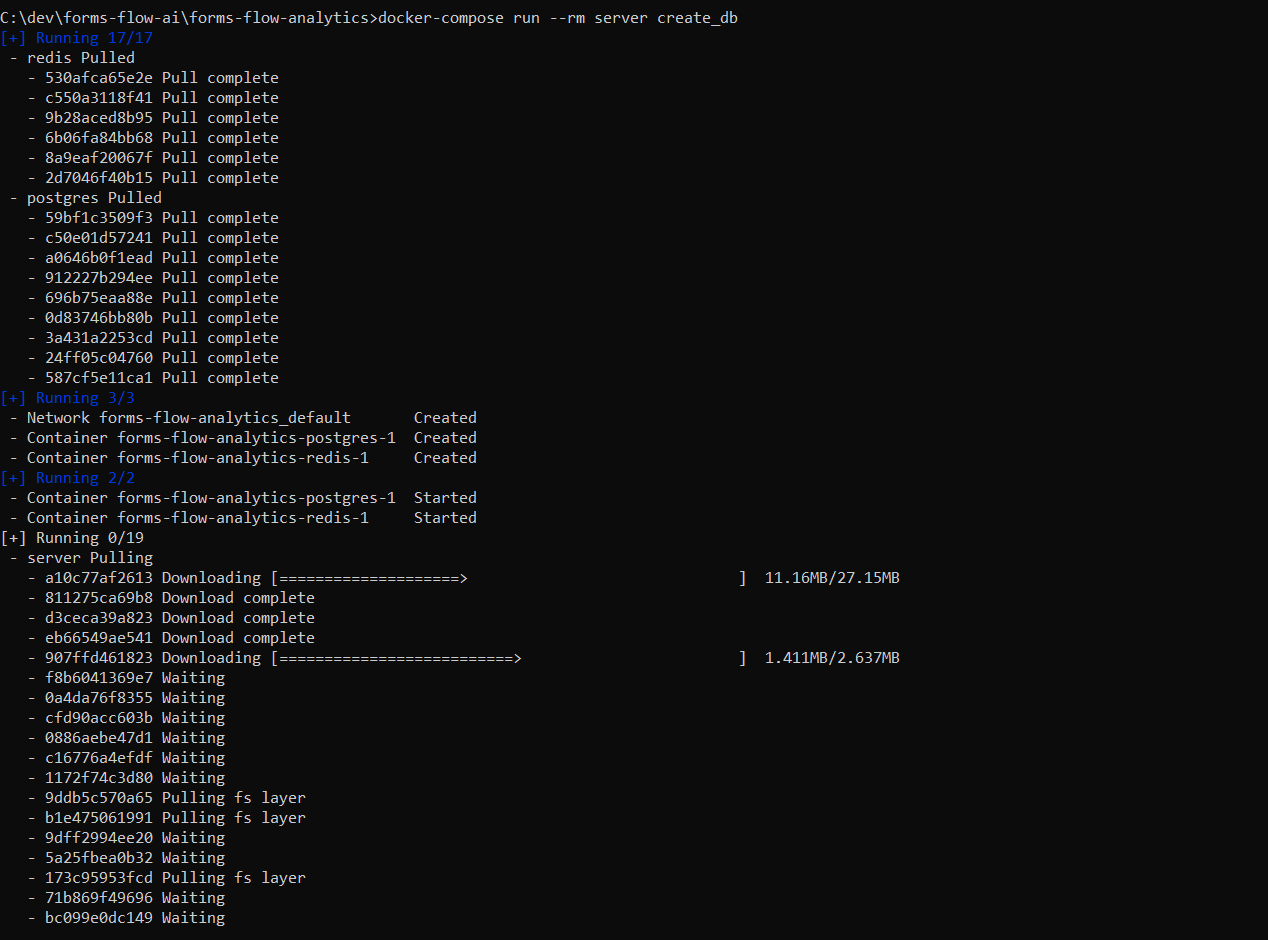 C:\dev\forms-flow-ai\forms-flow-analytics>docker-compose run --rm server create_db
[+] Running 17/17
 - redis Pulled
   - 530afca65e2e Pull complete
   - c550a3118f41 Pull complete
   - 9b28aced8b95 Pull complete
   - 6b06fa84bb68 Pull complete
   - 8a9eaf20067f Pull complete
   - 2d7046f40b15 Pull complete
 - postgres Pulled
   - 59bf1c3509f3 Pull complete
   - c50e01d57241 Pull complete
   - a0646b0f1ead Pull complete
   - 912227b294ee Pull complete
   - 696b75eaa88e Pull complete
   - 0d83746bb80b Pull complete
   - 3a431a2253cd Pull complete
   - 24ff05c04760 Pull complete
   - 587cf5e11ca1 Pull complete
[+] Running 3/3
 - Network forms-flow-analytics_default       Created
 - Container forms-flow-analytics-postgres-1  Created
 - Container forms-flow-analytics-redis-1     Created
[+] Running 2/2
 - Container forms-flow-analytics-postgres-1  Started
 - Container forms-flow-analytics-redis-1     Started
[+] Running 0/19
 - server Pulling
   - a10c77af2613 Downloading [====================>                              ]  11.16MB/27.15MB
   - 811275ca69b8 Download complete
   - d3ceca39a823 Download complete
   - eb66549ae541 Download complete
   - 907ffd461823 Downloading [==========================>                        ]  1.411MB/2.637MB
   - f8b6041369e7 Waiting
   - 0a4da76f8355 Waiting
   - cfd90acc603b Waiting
   - 0886aebe47d1 Waiting
   - c16776a4efdf Waiting
   - 1172f74c3d80 Waiting
   - 9ddb5c570a65 Pulling fs layer
   - b1e475061991 Pulling fs layer
   - 9dff2994ee20 Waiting
   - 5a25fbea0b32 Waiting
   - 173c95953fcd Pulling fs layer
   - 71b869f49696 Waiting
   - bc099e0dc149 Waiting